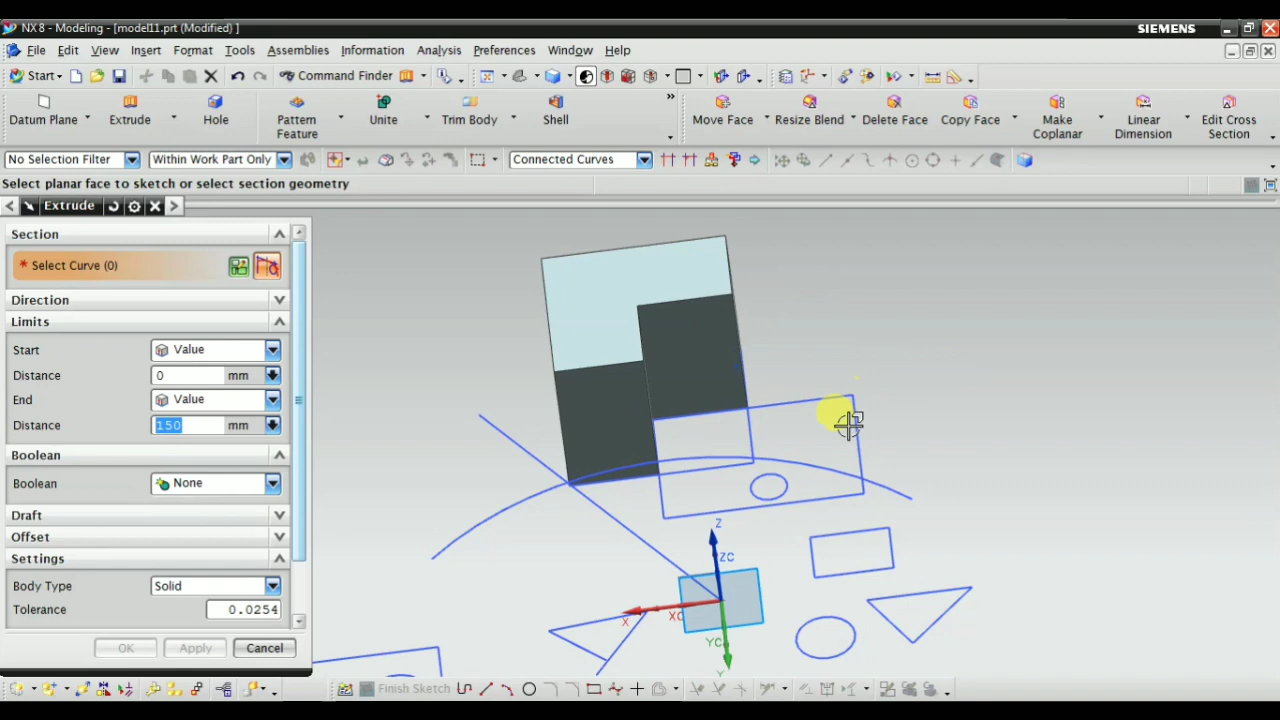 NX 8 - Modeling - [model11.prt (Modified) ]
SIEMENS
File Edit View Insert Format Tools Assemblies Information Analysis Preferences Window Help
Start Command Finder
Datum Plane Extrude Hole Pattern Feature Unite Trim Body Shell » Move Face Resize Blend Delete Face Copy Face Make Coplanar Linear Dimension Edit Cross Section
No Selection Filter Within Work Part Only Connected Curves
Select planar face to sketch or select section geometry
Extrude
Section
* Select Curve (0)
Direction
Limits
Start Value
Distance 0 mm
End Value
Distance 150 mm
Boolean
Boolean None
Draft
Offset
Settings
Body Type Solid
Tolerance 0.0254
OK Apply Cancel
Z
ZC
X XC
YC
Y
Finish Sketch